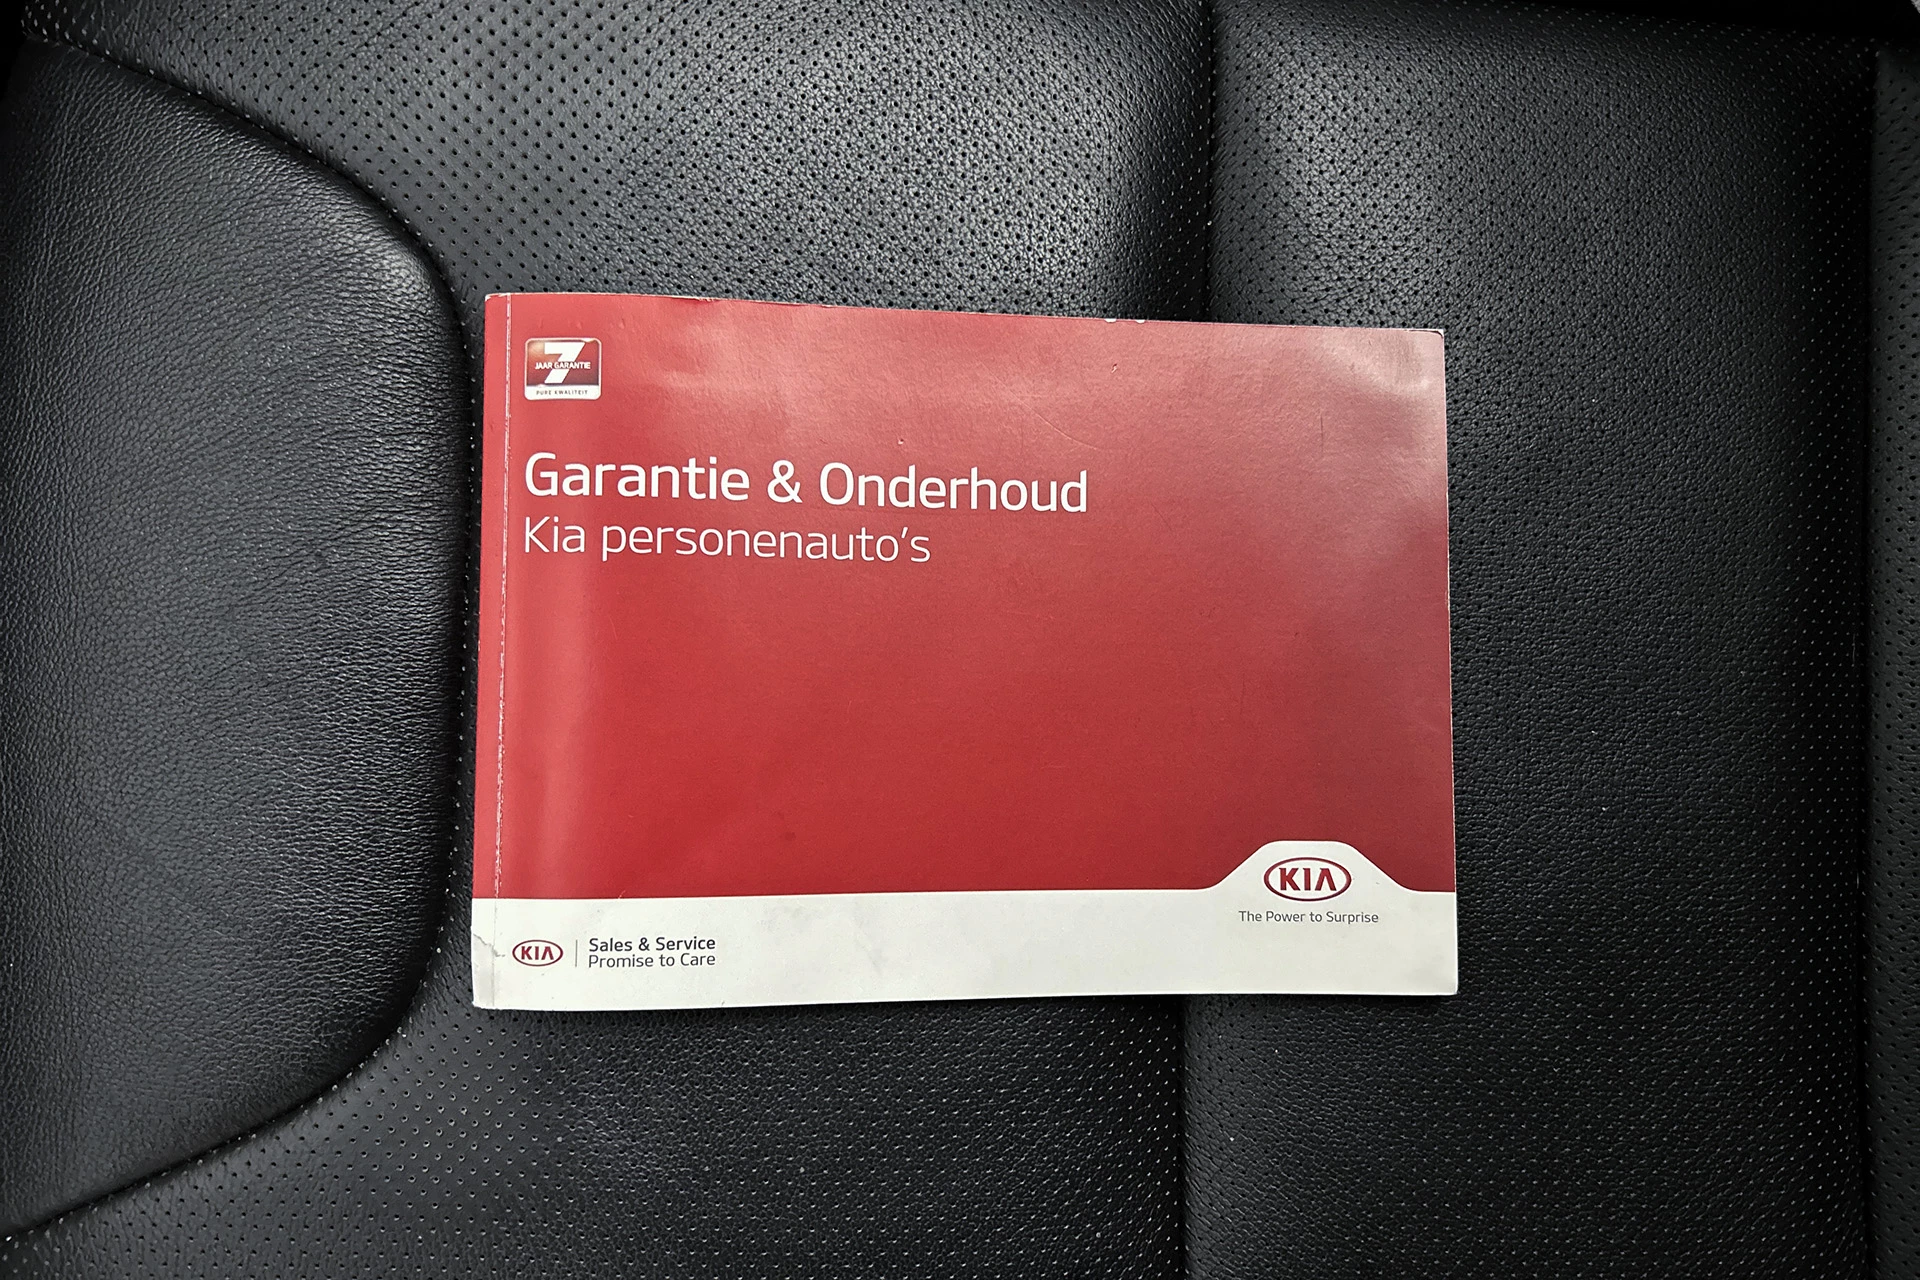 7
JAAR GARANTIE
PURE KWALITEIT
Garantie & Onderhoud
Kia personenauto's
KIA
The Power to Surprise
KIA
Sales & Service
Promise to Care